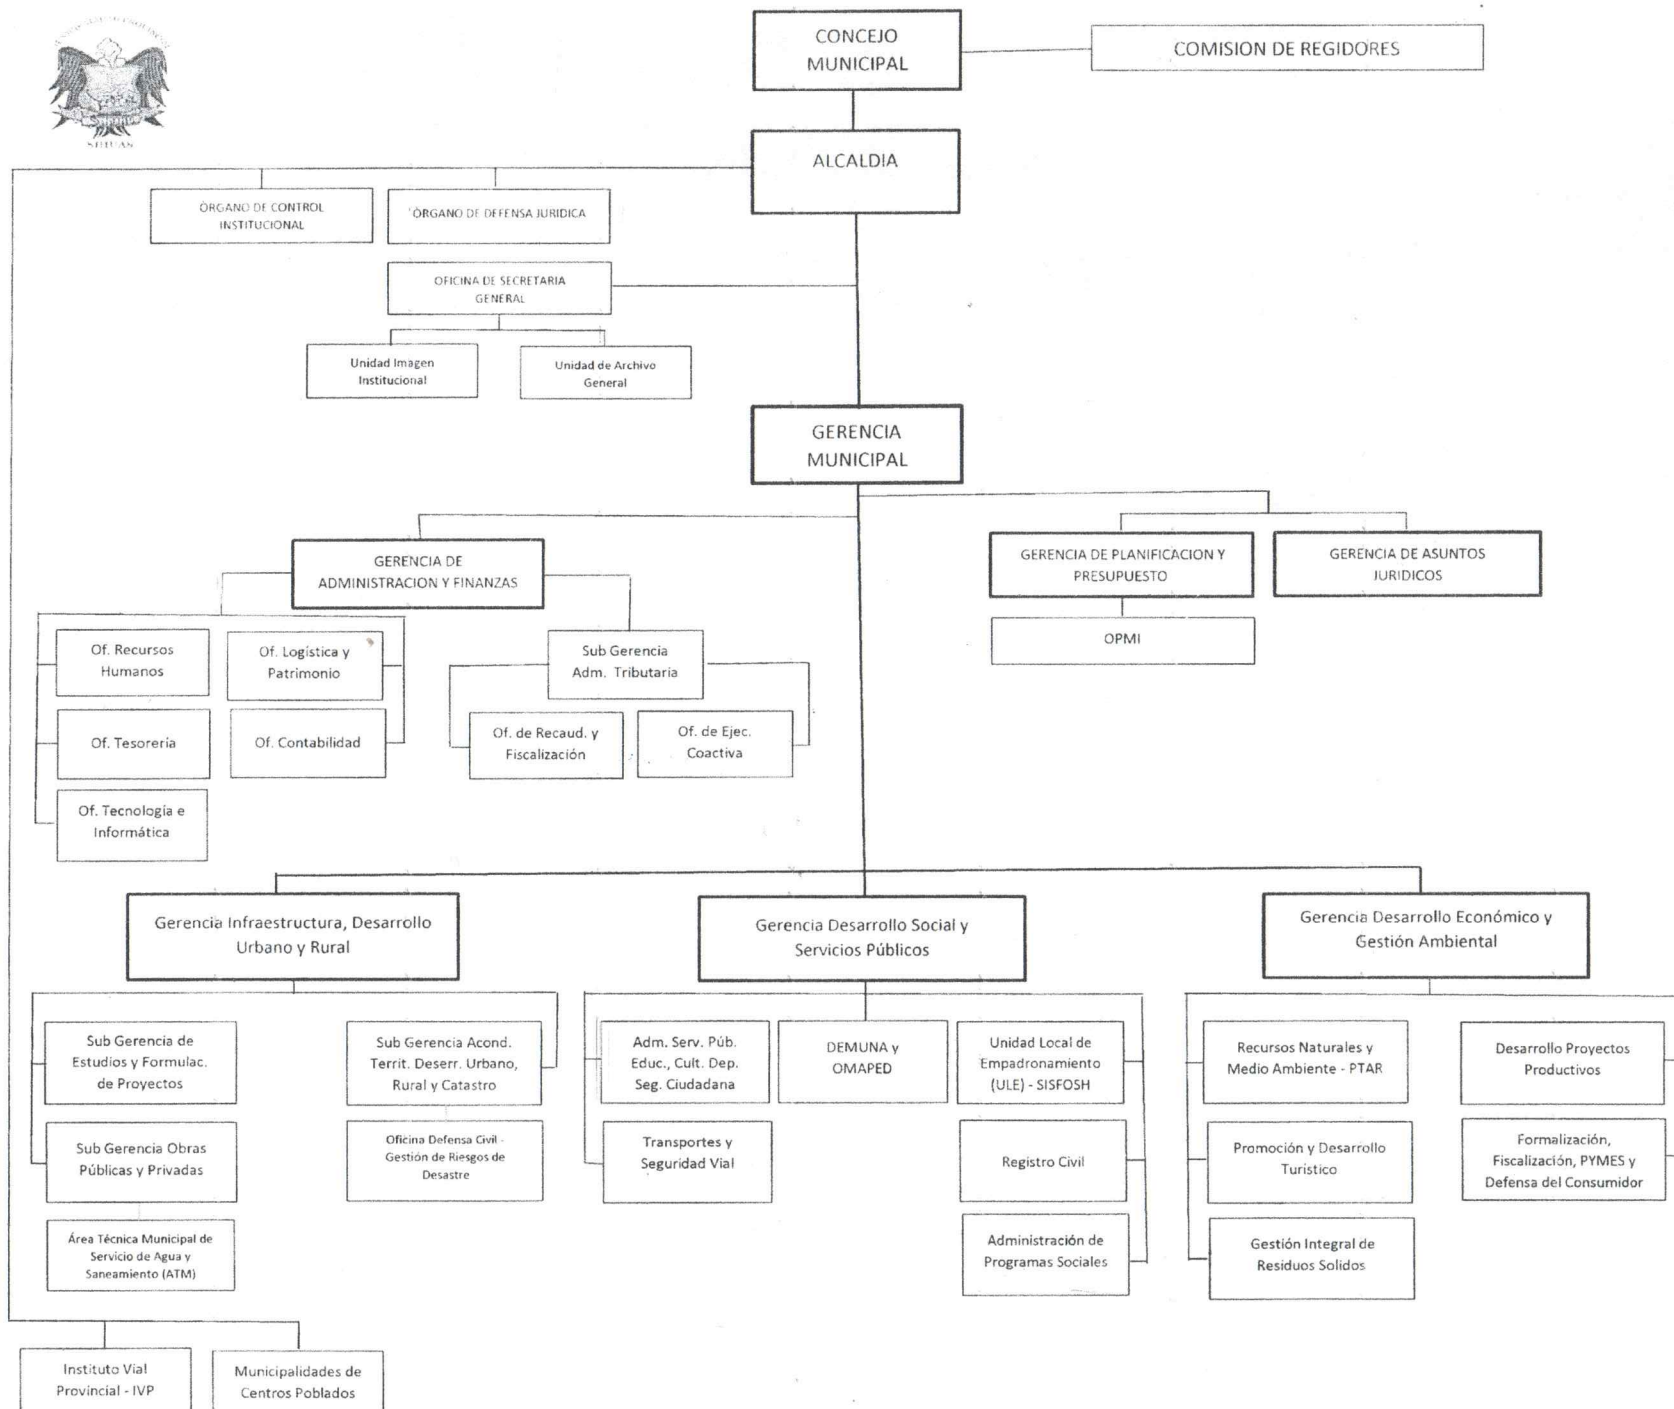 SIHUAS
CONCEJO
MUNICIPAL
COMISION DE REGIDORES
ALCALDIA
ÓRGANO DE CONTROL
INSTITUCIONAL
ÓRGANO DE DEFENSA JURIDICA
OFICINA DE SECRETARIA
GENERAL
Unidad Imagen
Institucional
Unidad de Archivo
General
GERENCIA
MUNICIPAL
GERENCIA DE
ADMINISTRACION Y FINANZAS
GERENCIA DE PLANIFICACION Y
PRESUPUESTO
GERENCIA DE ASUNTOS
JURIDICOS
OPMI
Of. Recursos
Humanos
Of. Logística y
Patrimonio
Sub Gerencia
Adm. Tributaria
Of. Tesorería
Of. Contabilidad
Of. de Recaud. y
Fiscalización
Of. de Ejec.
Coactiva
Of. Tecnología e
Informática
Gerencia Infraestructura, Desarrollo
Urbano y Rural
Gerencia Desarrollo Social y
Servicios Públicos
Gerencia Desarrollo Económico y
Gestión Ambiental
Sub Gerencia de
Estudios y Formulac.
de Proyectos
Sub Gerencia Acond.
Territ. Deserr. Urbano,
Rural y Catastro
Adm. Serv. Púb.
Educ., Cult. Dep.
Seg. Ciudadana
DEMUNA y
OMAPED
Unidad Local de
Empadronamiento
(ULE) - SISFOSH
Recursos Naturales y
Medio Ambiente - PTAR
Desarrollo Proyectos
Productivos
Sub Gerencia Obras
Públicas y Privadas
Oficina Defensa Civil -
Gestión de Riesgos de
Desastre
Transportes y
Seguridad Vial
Registro Civil
Promoción y Desarrollo
Turistico
Formalización,
Fiscalización, PYMES y
Defensa del Consumidor
Área Técnica Municipal de
Servicio de Agua y
Saneamiento (ATM)
Administración de
Programas Sociales
Gestión Integral de
Residuos Solidos
Instituto Vial
Provincial - IVP
Municipalidades de
Centros Poblados